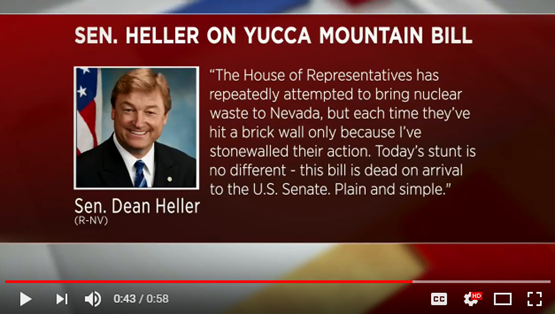 SEN. HELLER ON YUCCA MOUNTAIN BILL
“The House of Representatives has
repeatedly attempted to bring nuclear
waste to Nevada, but each time they’ve
hit a brick wall only because I’ve
stonewalled their action. Today’s stunt is
no different - this bill is dead on arrival
to the U.S. Senate. Plain and simple."
Sen. Dean Heller
(R-NV)
0:43 / 0:58
CC
HD